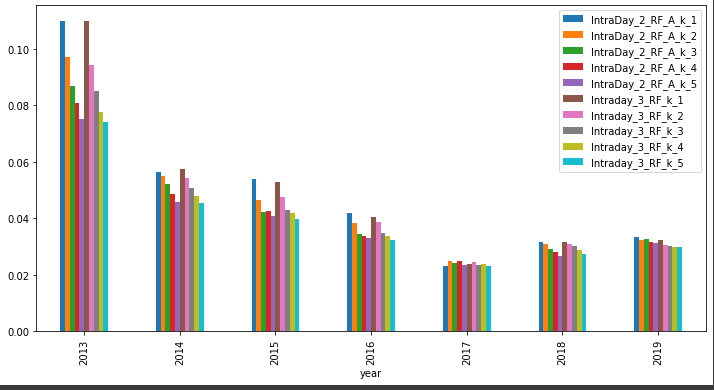 IntraDay_2_RF_A_k_1
IntraDay_2_RF_A_k_2
IntraDay_2_RF_A_k_3
IntraDay_2_RF_A_k_4
IntraDay_2_RF_A_k_5
Intraday_3_RF_k_1
Intraday_3_RF_k_2
Intraday_3_RF_k_3
Intraday_3_RF_k_4
Intraday_3_RF_k_5
0.10
0.08
0.06
0.04
0.02
0.00
2013 2014 2015 2016 2017 2018 2019
year